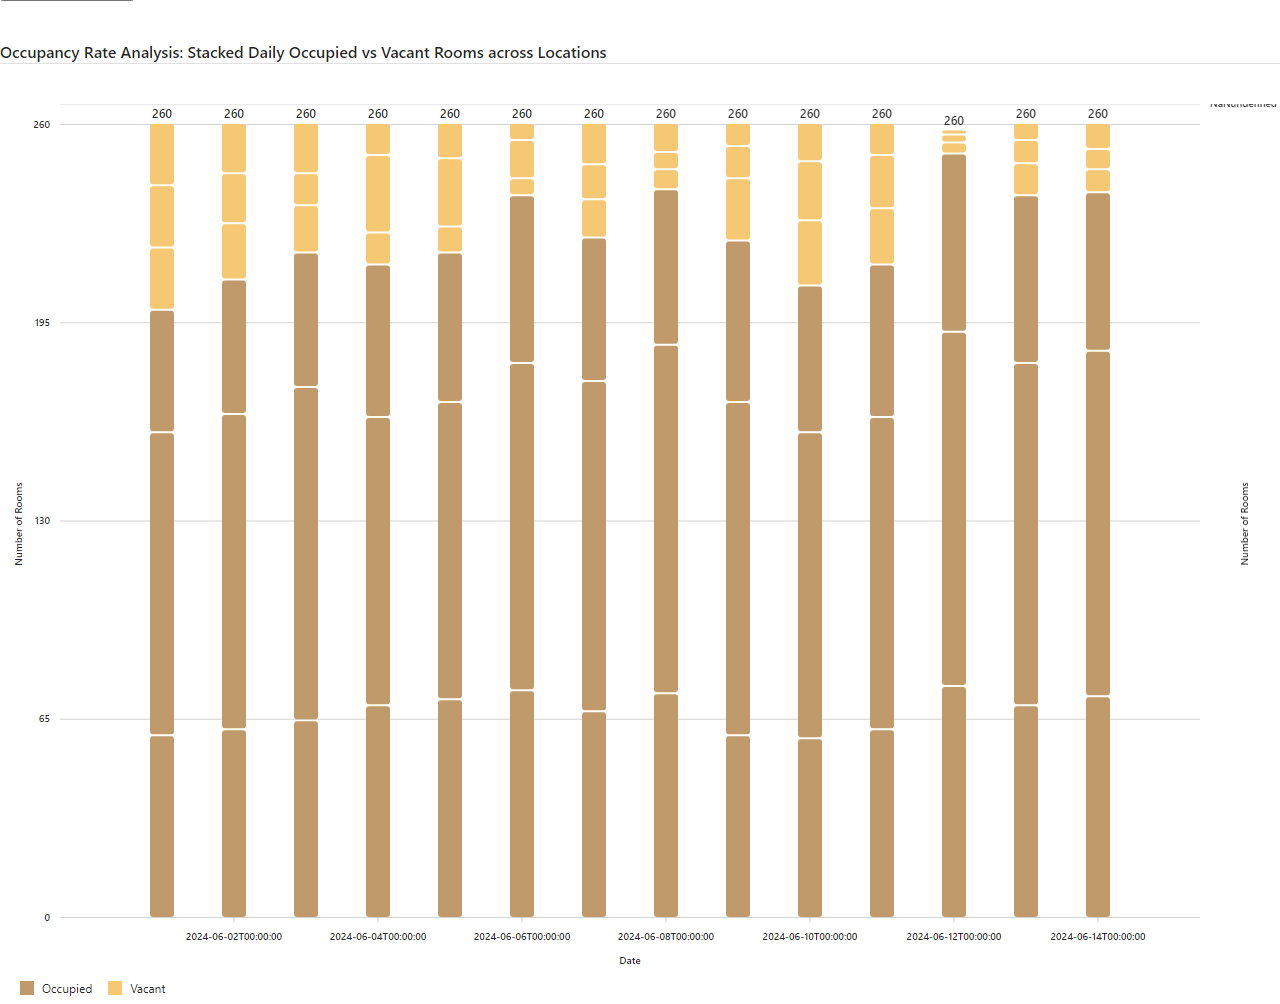 Occupancy Rate Analysis: Stacked Daily Occupied vs Vacant Rooms across Locations
260 260 260 260 260 260 260 260 260 260 260 260 260 260
260
195
130
65
0
Number of Rooms
Number of Rooms
2024-06-02T00:00:00 2024-06-04T00:00:00 2024-06-06T00:00:00 2024-06-08T00:00:00 2024-06-10T00:00:00 2024-06-12T00:00:00 2024-06-14T00:00:00
Date
Occupied Vacant